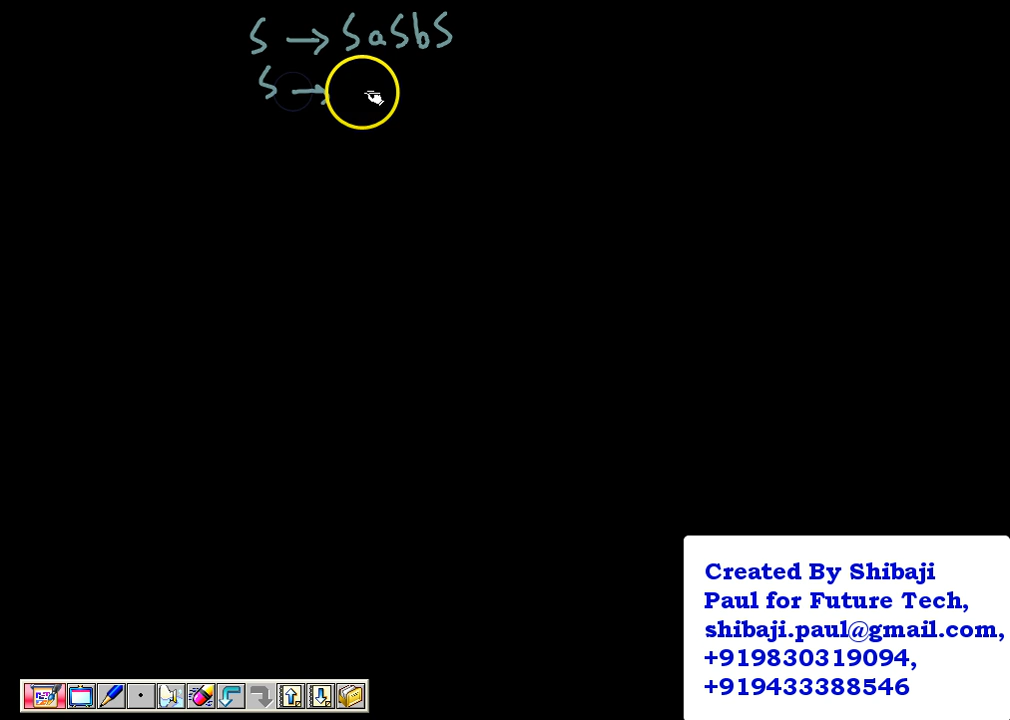 S → SaSbS
S →
Created By Shibaji
Paul for Future Tech,
shibaji.paul@gmail.com,
+919830319094,
+919433388546